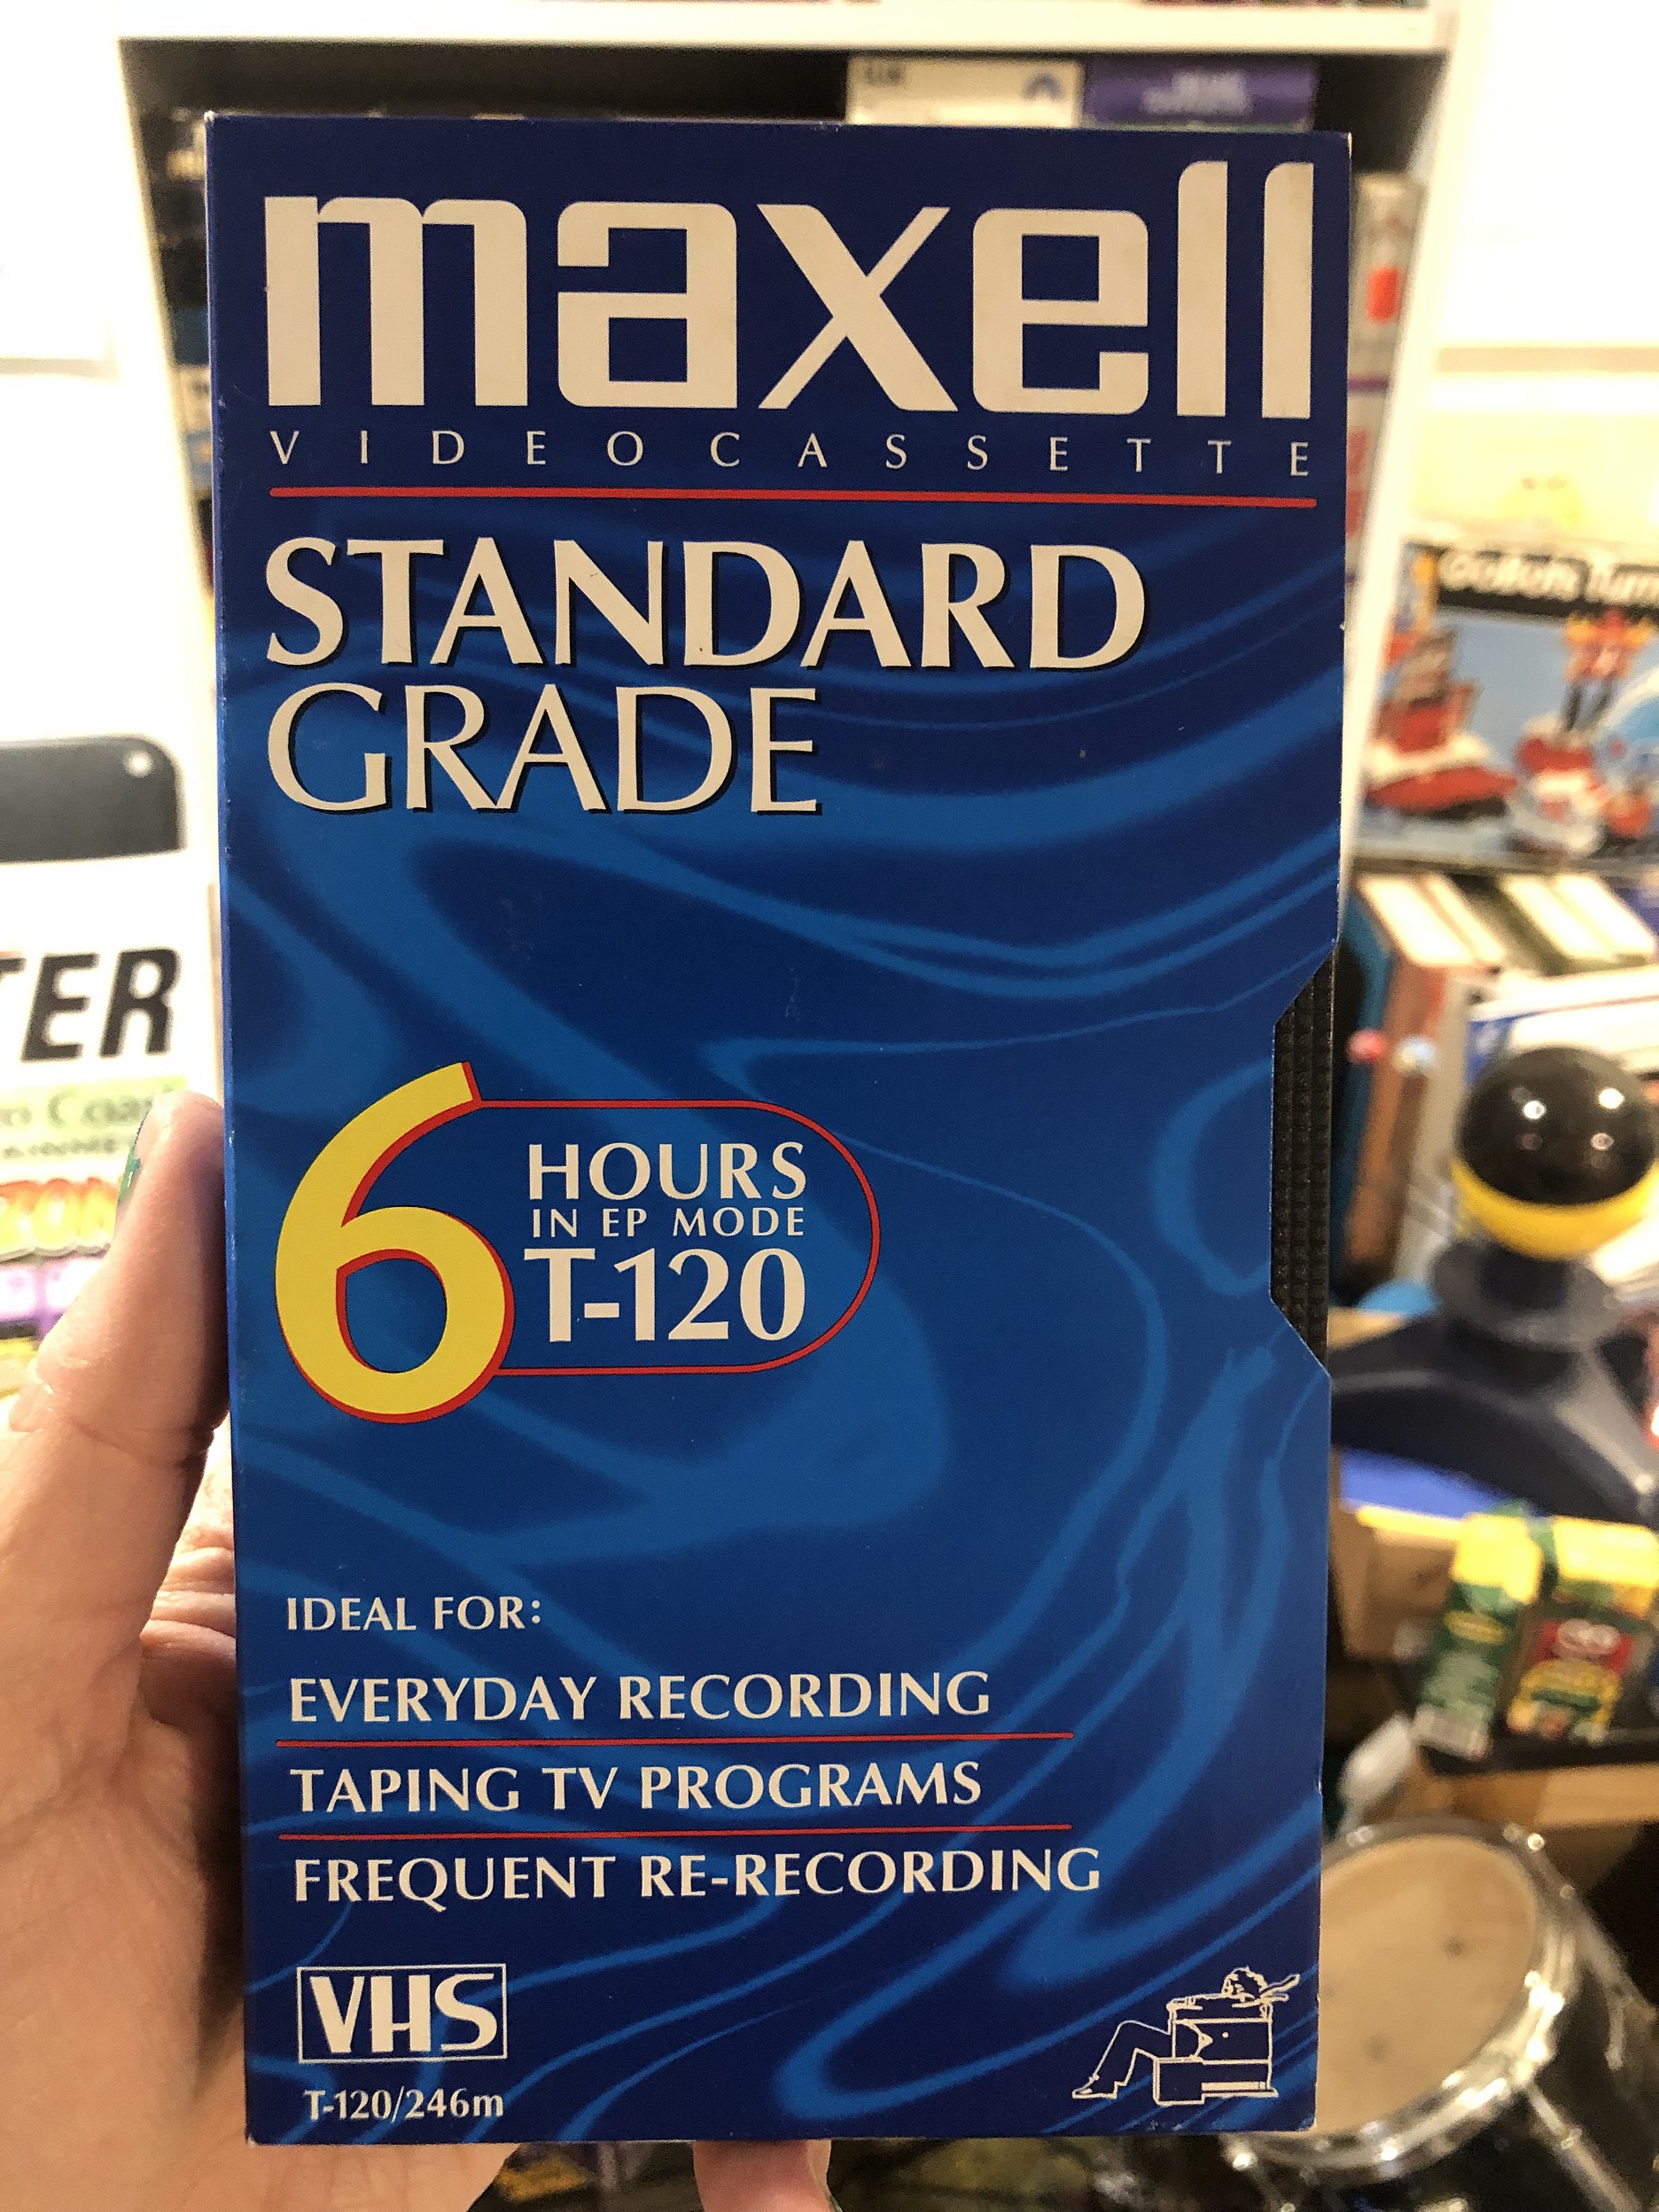 maxell
VIDEOCASSETTE
STANDARD
GRADE
6 HOURS
IN EP MODE
T-120
IDEAL FOR:
EVERYDAY RECORDING
TAPING TV PROGRAMS
FREQUENT RE-RECORDING
VHS
T-120/246m
TER